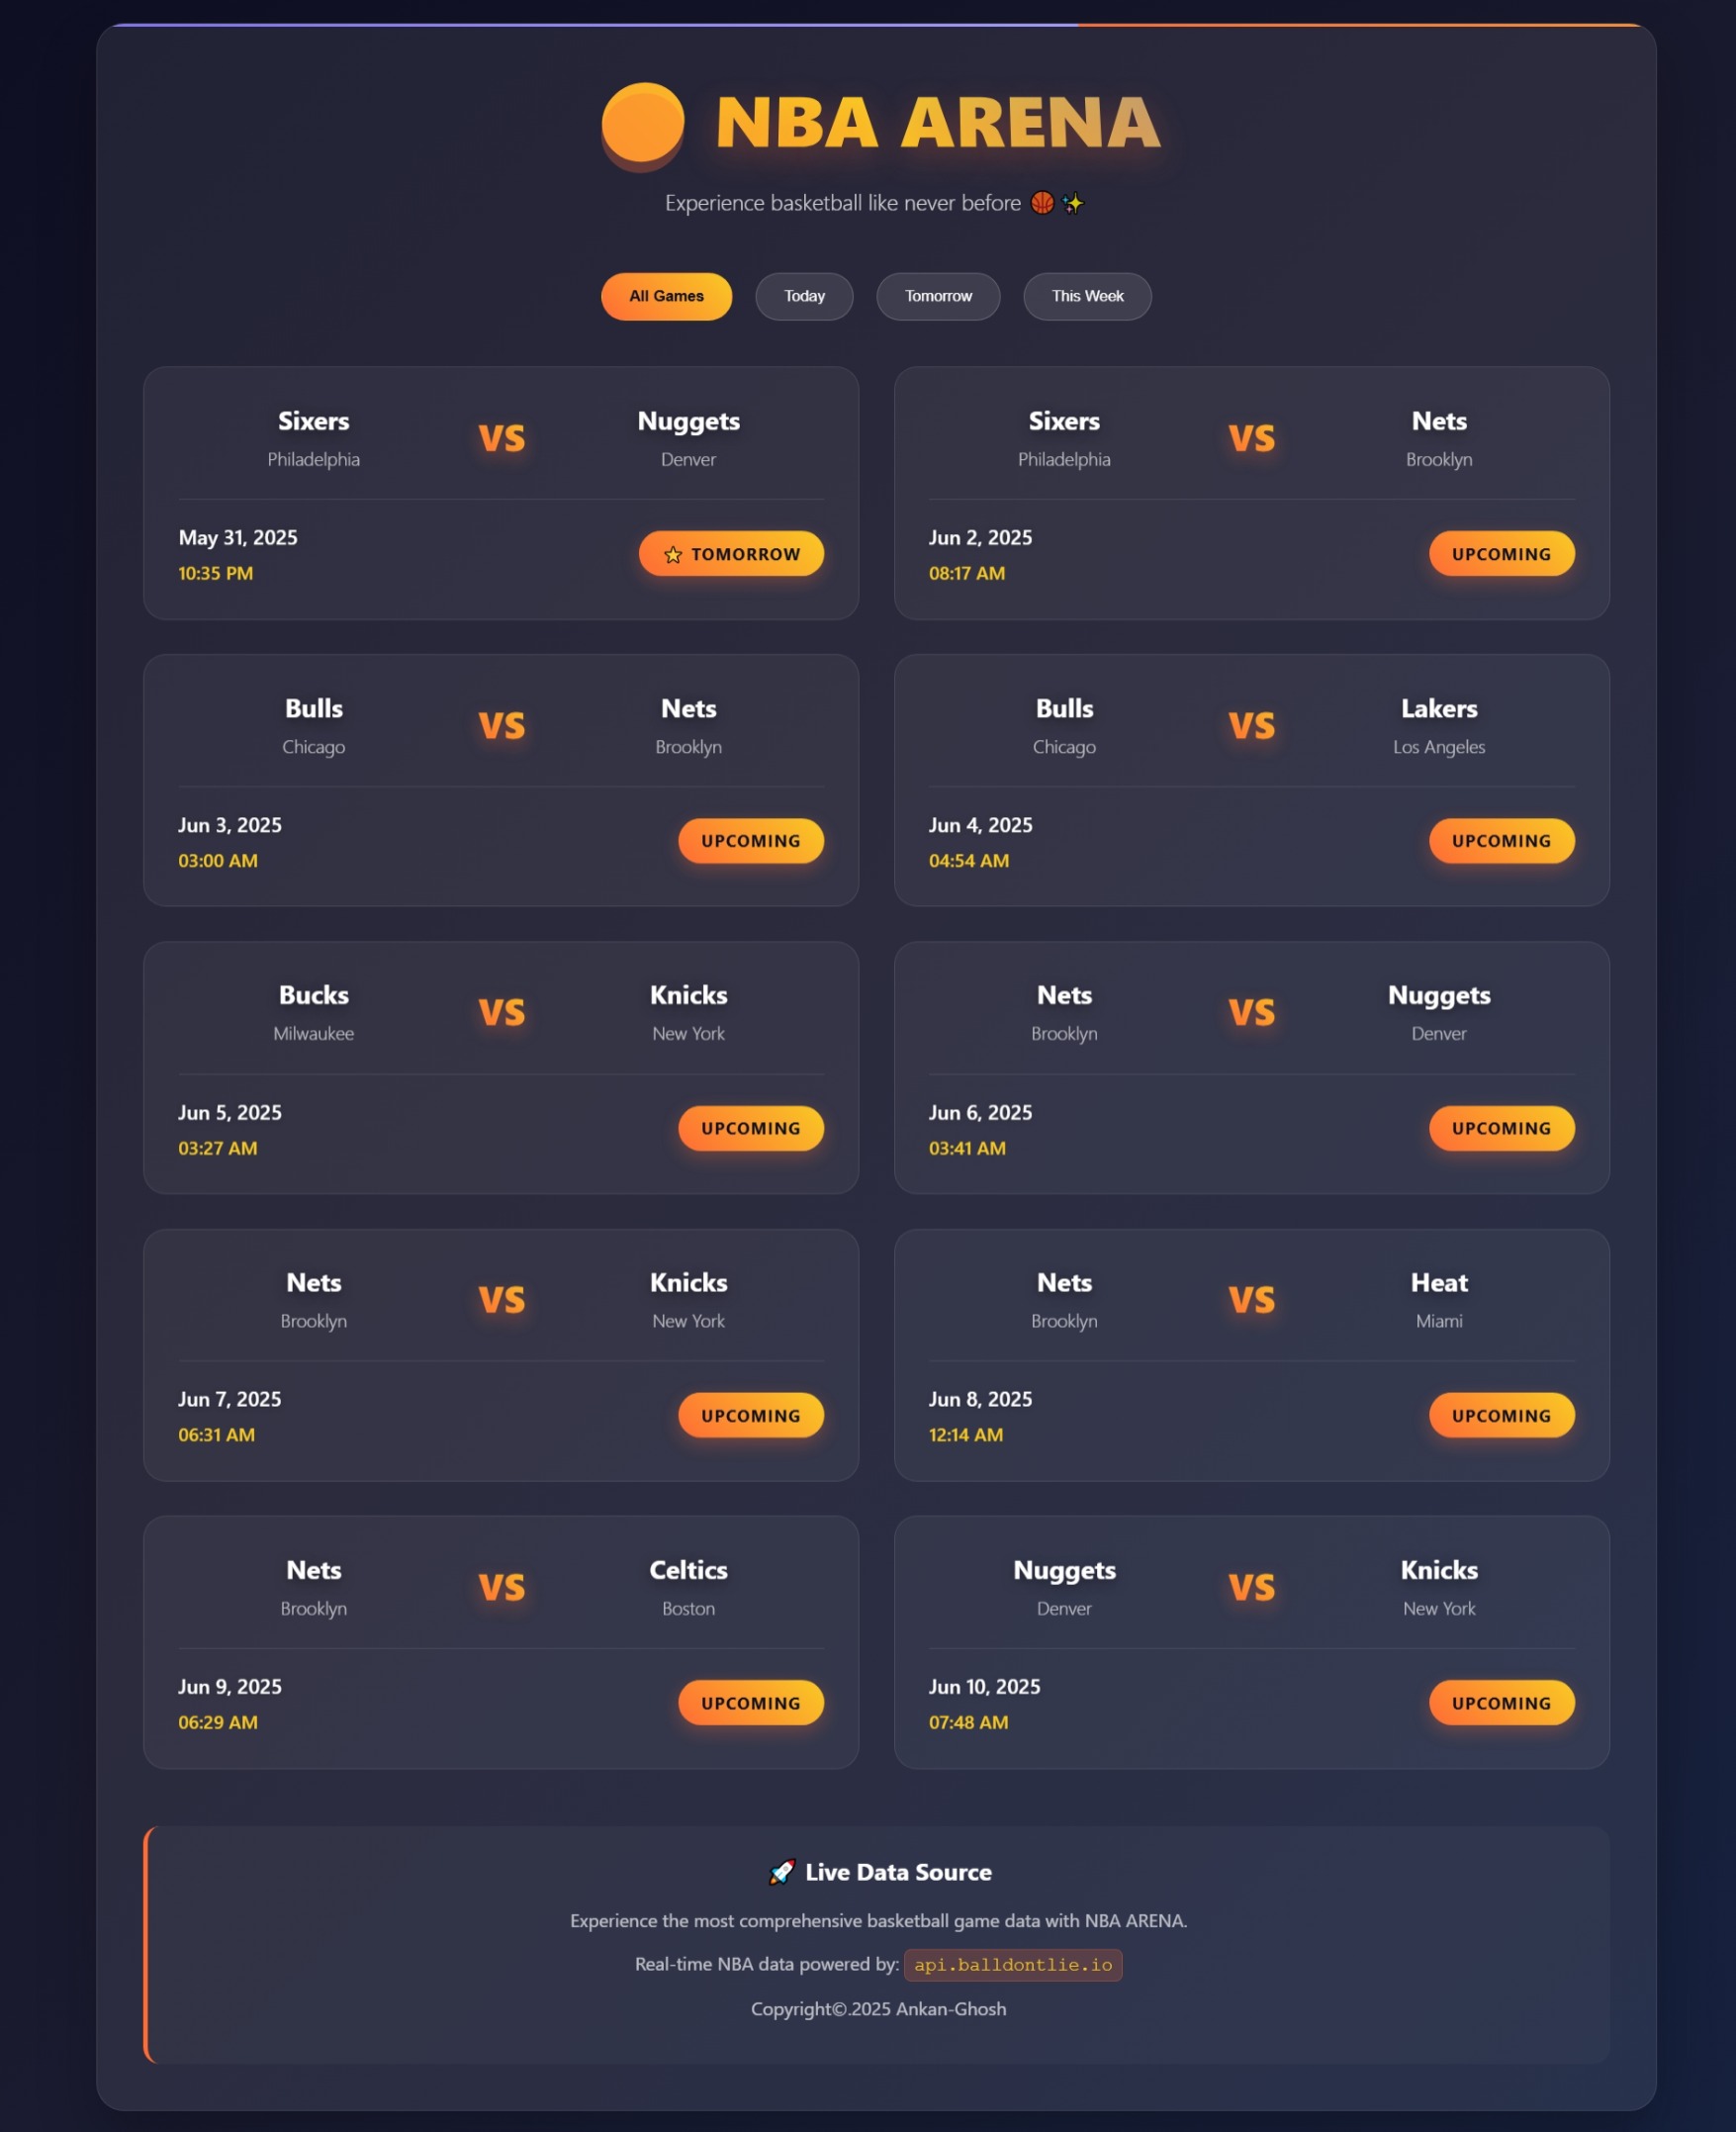 NBA ARENA
Experience basketball like never before 🏀✨
All Games Today Tomorrow This Week
Sixers VS Nuggets
Philadelphia Denver
May 31, 2025
10:35 PM
⭐ TOMORROW
Sixers VS Nets
Philadelphia Brooklyn
Jun 2, 2025
08:17 AM
UPCOMING
Bulls VS Nets
Chicago Brooklyn
Jun 3, 2025
03:00 AM
UPCOMING
Bulls VS Lakers
Chicago Los Angeles
Jun 4, 2025
04:54 AM
UPCOMING
Bucks VS Knicks
Milwaukee New York
Jun 5, 2025
03:27 AM
UPCOMING
Nets VS Nuggets
Brooklyn Denver
Jun 6, 2025
03:41 AM
UPCOMING
Nets VS Knicks
Brooklyn New York
Jun 7, 2025
06:31 AM
UPCOMING
Nets VS Heat
Brooklyn Miami
Jun 8, 2025
12:14 AM
UPCOMING
Nets VS Celtics
Brooklyn Boston
Jun 9, 2025
06:29 AM
UPCOMING
Nuggets VS Knicks
Denver New York
Jun 10, 2025
07:48 AM
UPCOMING
🚀 Live Data Source
Experience the most comprehensive basketball game data with NBA ARENA.
Real-time NBA data powered by: api.balldontlie.io
Copyright©.2025 Ankan-Ghosh